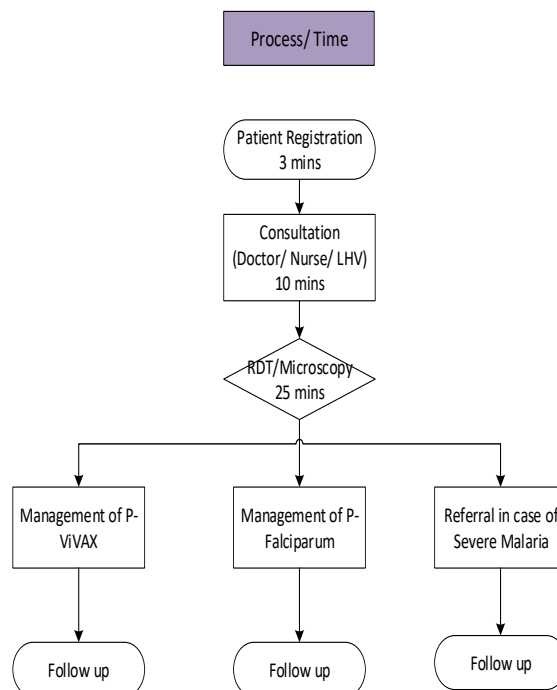 Process/ Time
Patient Registration
3 mins
Consultation
(Doctor/ Nurse/ LHV)
10 mins
RDT/Microscopy
25 mins
Management of P-
ViVAX
Management of P-
Falciparum
Referral in case of
Severe Malaria
Follow up
Follow up
Follow up